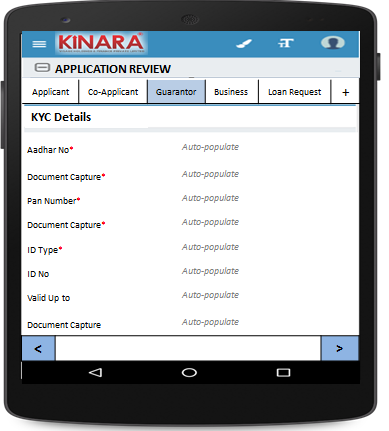 KINARA
APPLICATION REVIEW
Applicant Co-Applicant Guarantor Business Loan Request +
KYC Details
Aadhar No* Auto-populate
Document Capture* Auto-populate
Pan Number* Auto-populate
Document Capture* Auto-populate
ID Type* Auto-populate
ID No Auto-populate
Valid Up to Auto-populate
Document Capture Auto-populate
< >